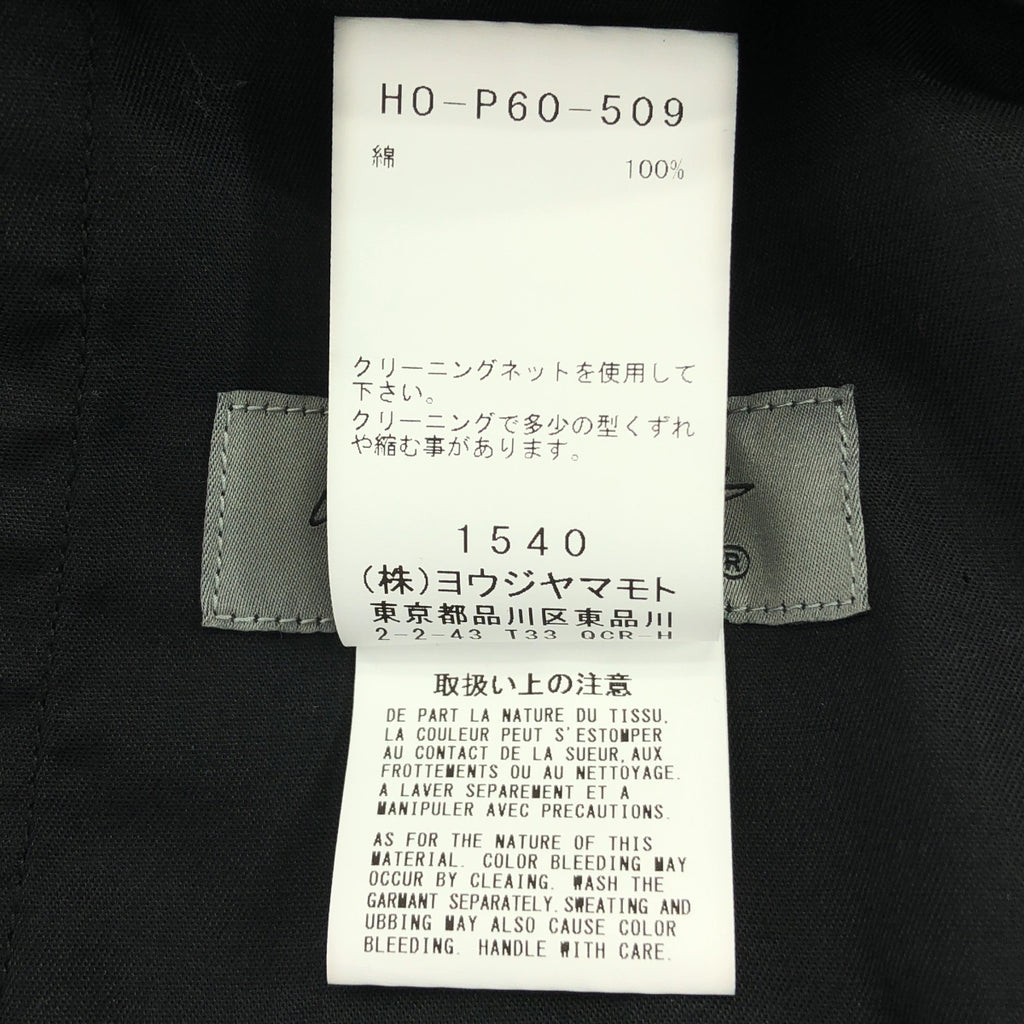 HO-P60-509
綿 100%
クリーニングネットを使用して
下さい。
クリーニングで多少の型くずれ
や縮む事があります。
1540
(株)ヨウジヤマモト
東京都品川区東品川
2-2-43 T33 QCR-H
取扱い上の注意
DE PART LA NATURE DU TISSU,
LA COULEUR PEUT S'ESTOMPER
AU CONTACT DE LA SUEUR, AUX
FROTTEMENTS OU AU NETTOYAGE.
A LAVER SEPAREMENT ET A
MANIPULER AVEC PRECAUTIONS.
AS FOR THE NATURE OF THIS
MATERIAL. COLOR BLEEDING MAY
OCCUR BY CLEAING. WASH THE
GARMANT SEPARATELY. SWEATING AND
UBBING MAY ALSO CAUSE COLOR
BLEEDING. HANDLE WITH CARE.
®